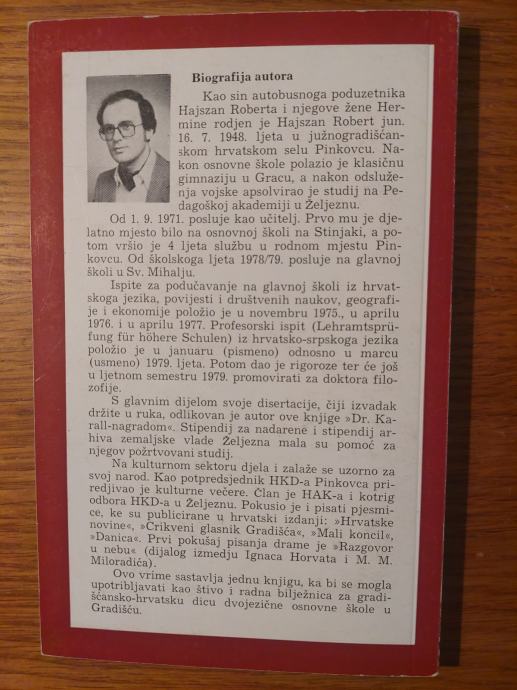 Biografija autora
Kao sin autobusnoga poduzetnika
Hajszan Roberta i njegove žene Her-
mine rodjen je Hajszan Robert jun.
16. 7. 1948. ljeta u južnogradišćan-
skom hrvatskom selu Pinkovcu. Na-
kon osnovne škole polazio je klasičnu
gimnaziju u Gracu, a nakon odsluže-
nja vojske apsolvirao je studij na Pe-
dagoškoj akademiji u Željeznu.
Od 1. 9. 1971. posluje kao učitelj. Prvo mu je dje-
latno mjesto bilo na osnovnoj školi na Stinjaki, a po-
tom vršio je 4 ljeta službu u rodnom mjestu Pin-
kovcu. Od školskoga ljeta 1978/79. posluje na glavnoj
školi u Sv. Mihalju.
Ispite za podučavanje na glavnoj školi iz hrvat-
skoga jezika, povijesti i društvenih naukov, geografi-
je i ekonomije položio je u novembru 1975., u aprilu
1976. i u aprilu 1977. Profesorski ispit (Lehramtsprü-
fung für höhere Schulen) iz hrvatsko-srpskoga jezika
položio je u januaru (pismeno) odnosno u marcu
(usmeno) 1979. ljeta. Potom dao je rigoroze ter će još
u ljetnom semestru 1979. promovirati za doktora filo-
zofije.
S glavnim dijelom svoje disertacije, čiji izvadak
držite u ruka, odlikovan je autor ove knjige »Dr. Ka-
rall-nagradom«. Stipendij za nadarene i stipendij ar-
hiva zemaljske vlade Željezna mala su pomoć za
njegov požrtvovani studij.
Na kulturnom sektoru djela i zalaže se uzorno za
svoj narod. Kao potpredsjednik HKD-a Pinkovca pri-
redjivao je kulturne večere. Član je HAK-a i kotrig
odbora HKD-a u Željeznu. Pokusio je i pisati pjesmi-
ce, ke su publicirane u hrvatski izdanji: »Hrvatske
novine«, »Crikveni glasnik Gradišća«, »Mali koncil«,
»Danica«. Prvi pokušaj pisanja drame je »Razgovor
u nebu« (dijalog izmedju Ignaca Horvata i M. M.
Miloradića).
Ovo vrime sastavlja jednu knjigu, ka bi se mogla
upotribljavati kao štivo i radna bilježnica za gradi-
šćansko-hrvatsku dicu dvojezične osnovne škole u
Gradišću.